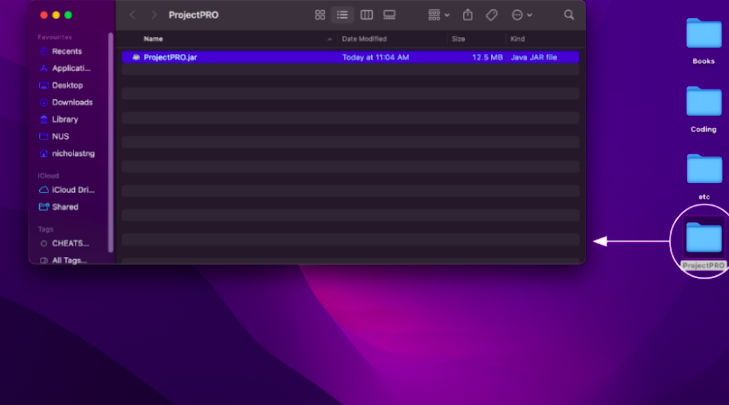 ProjectPRO
Favourites
Recents
Applicati...
Desktop
Downloads
Library
NUS
nicholastng
iCloud
iCloud Dri...
Shared
Tags
CHEATS...
All Tags...
Name
Date Modified
Size
Kind
ProjectPRO.jar
Today at 11:04 AM
12.5 MB
Java JAR file
Books
Coding
etc
ProjectPRO